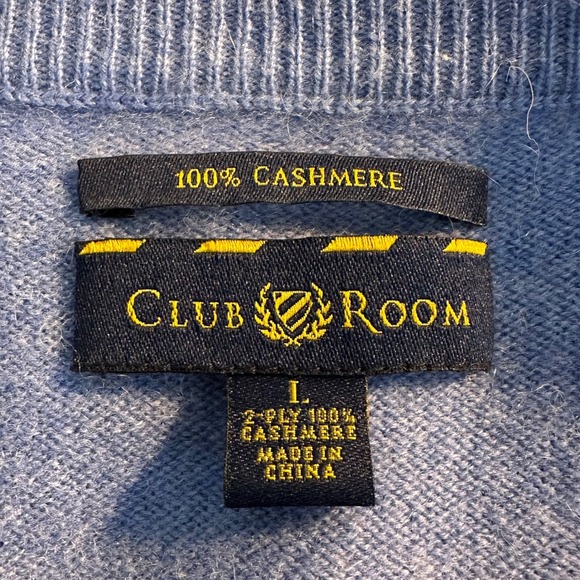 100% CASHMERE
CLUB ROOM
L
2-PLY 100%
CASHMERE
MADE IN
CHINA